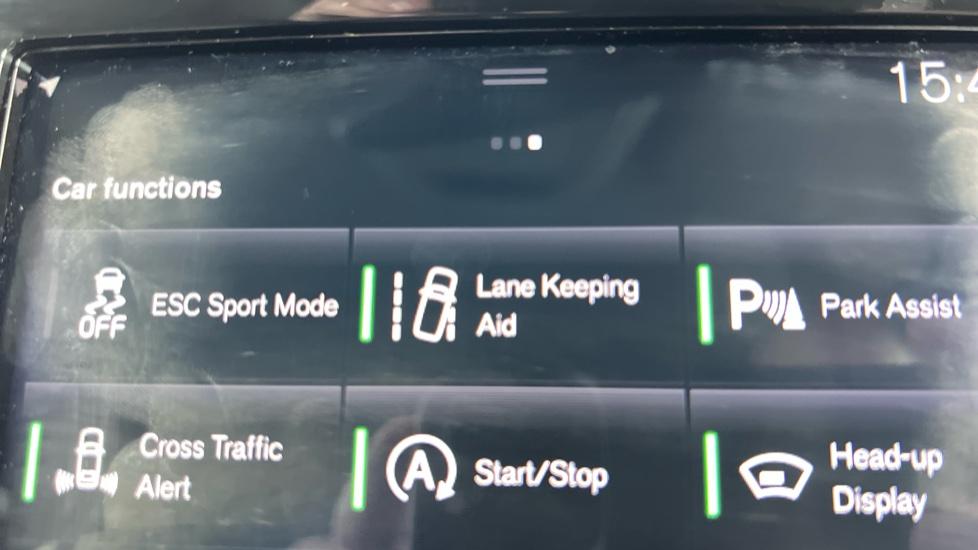 15:4
Car functions
OFF
ESC Sport Mode
Lane Keeping
Aid
P
Park Assist
Cross Traffic
Alert
A
Start/Stop
Head-up
Display